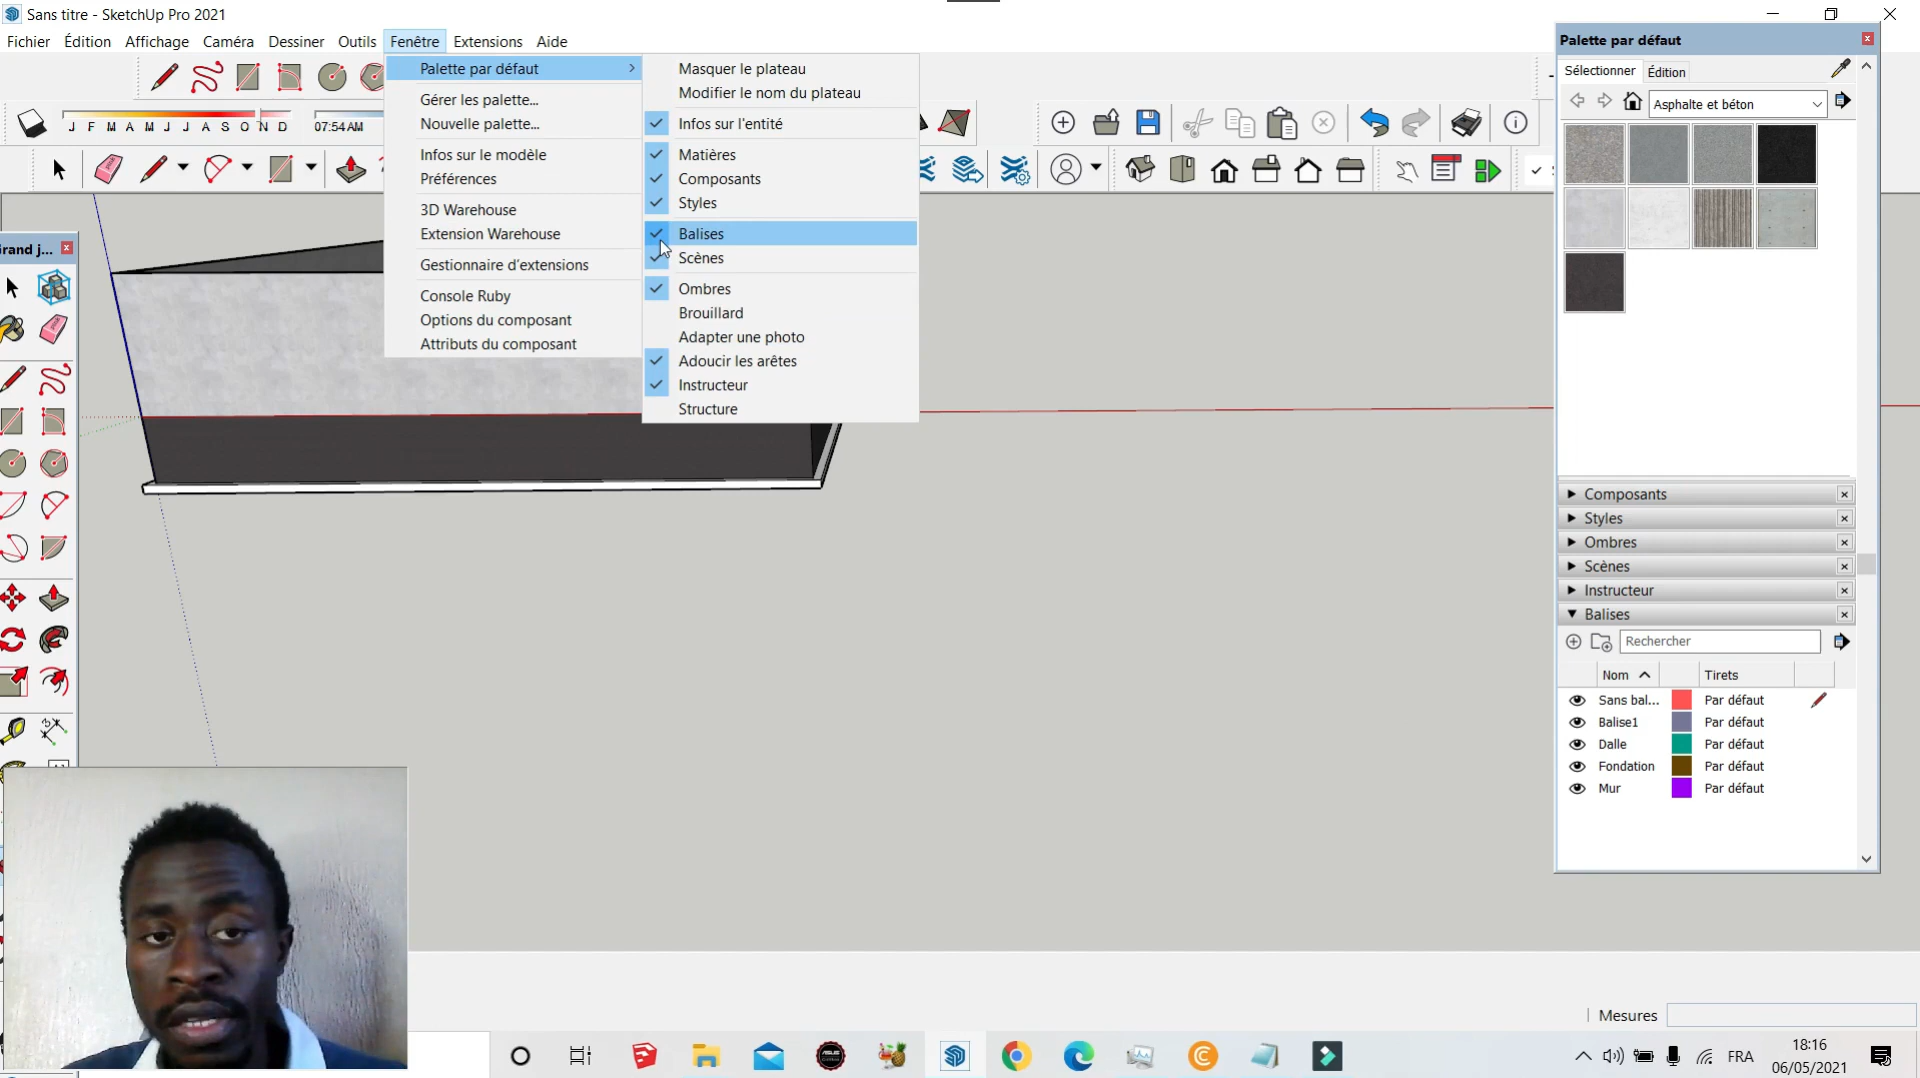 Sans titre - SketchUp Pro 2021
Fichier Édition Affichage Caméra Dessiner Outils Fenêtre Extensions Aide
Palette par défaut
Gérer les palette...
Nouvelle palette...
Infos sur le modèle
Préférences
3D Warehouse
Extension Warehouse
Gestionnaire d'extensions
Console Ruby
Options du composant
Attributs du composant
Masquer le plateau
Modifier le nom du plateau
Infos sur l'entité
Matières
Composants
Styles
Balises
Scènes
Ombres
Brouillard
Adapter une photo
Adoucir les arêtes
Instructeur
Structure
J F M A M J J A S O N D
07:54 AM
Grand j...
Palette par défaut
Sélectionner Édition
Asphalte et béton
Composants
Styles
Ombres
Scènes
Instructeur
Balises
Rechercher
Nom Tirets
Sans bal... Par défaut
Balise1 Par défaut
Dalle Par défaut
Fondation Par défaut
Mur Par défaut
Mesures
FRA
18:16
06/05/2021